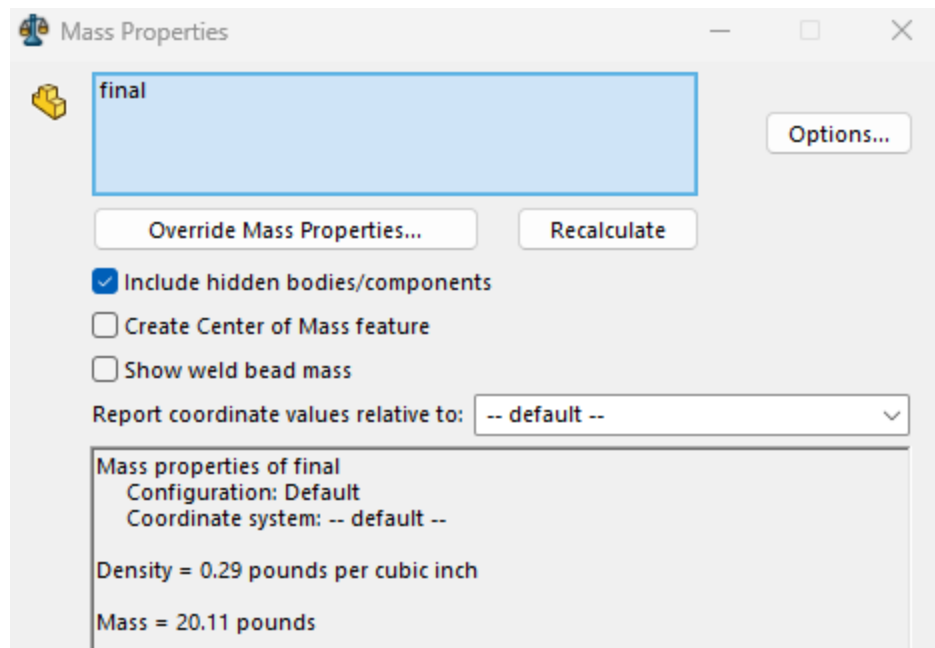 Mass Properties
final
Options...
Override Mass Properties...
Recalculate
Include hidden bodies/components
Create Center of Mass feature
Show weld bead mass
Report coordinate values relative to: -- default --
Mass properties of final
Configuration: Default
Coordinate system: -- default --
Density = 0.29 pounds per cubic inch
Mass = 20.11 pounds